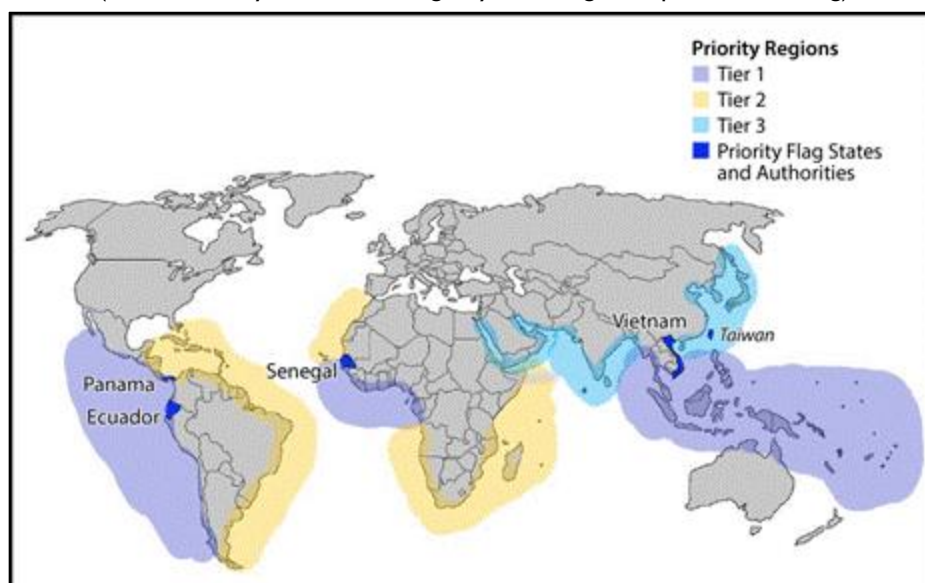 Priority Regions
Tier 1
Tier 2
Tier 3
Priority Flag States
and Authorities
Vietnam
Taiwan
Senegal
Panama
Ecuador